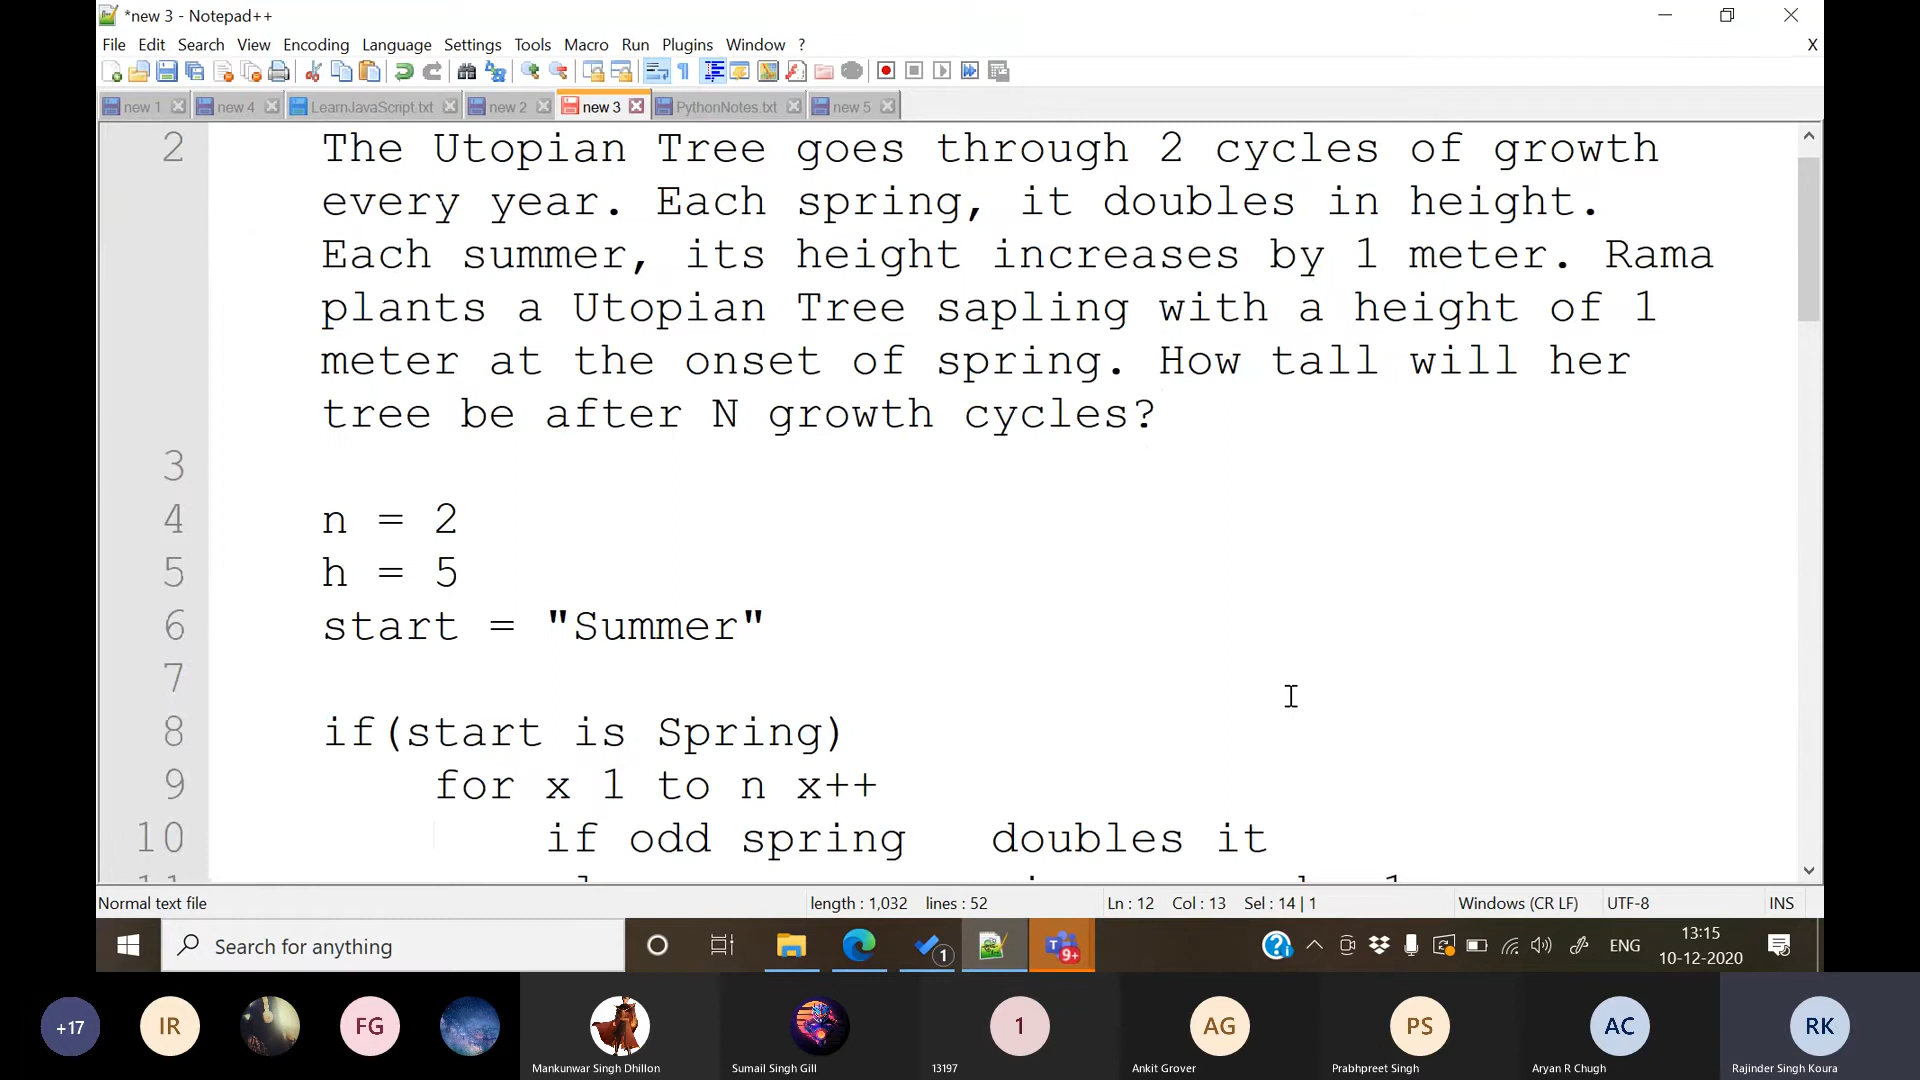 *new 3 - Notepad++
File Edit Search View Encoding Language Settings Tools Macro Run Plugins Window ? X
new 1 new 4 LearnJavaScript.txt new 2 new 3 PythonNotes.txt new 5
2 The Utopian Tree goes through 2 cycles of growth
every year. Each spring, it doubles in height.
Each summer, its height increases by 1 meter. Rama
plants a Utopian Tree sapling with a height of 1
meter at the onset of spring. How tall will her
tree be after N growth cycles?
3
4 n = 2
5 h = 5
6 start = "Summer"
7
8 if(start is Spring)
9 for x 1 to n x++
10 if odd spring doubles it
Normal text file length : 1,032 lines : 52 Ln : 12 Col : 13 Sel : 14 | 1 Windows (CR LF) UTF-8 INS
Search for anything 1 9+ ENG 13:15
10-12-2020
+17 IR FG 1 AG PS AC RK
Mankunwar Singh Dhillon Sumail Singh Gill 13197 Ankit Grover Prabhpreet Singh Aryan R Chugh Rajinder Singh Koura